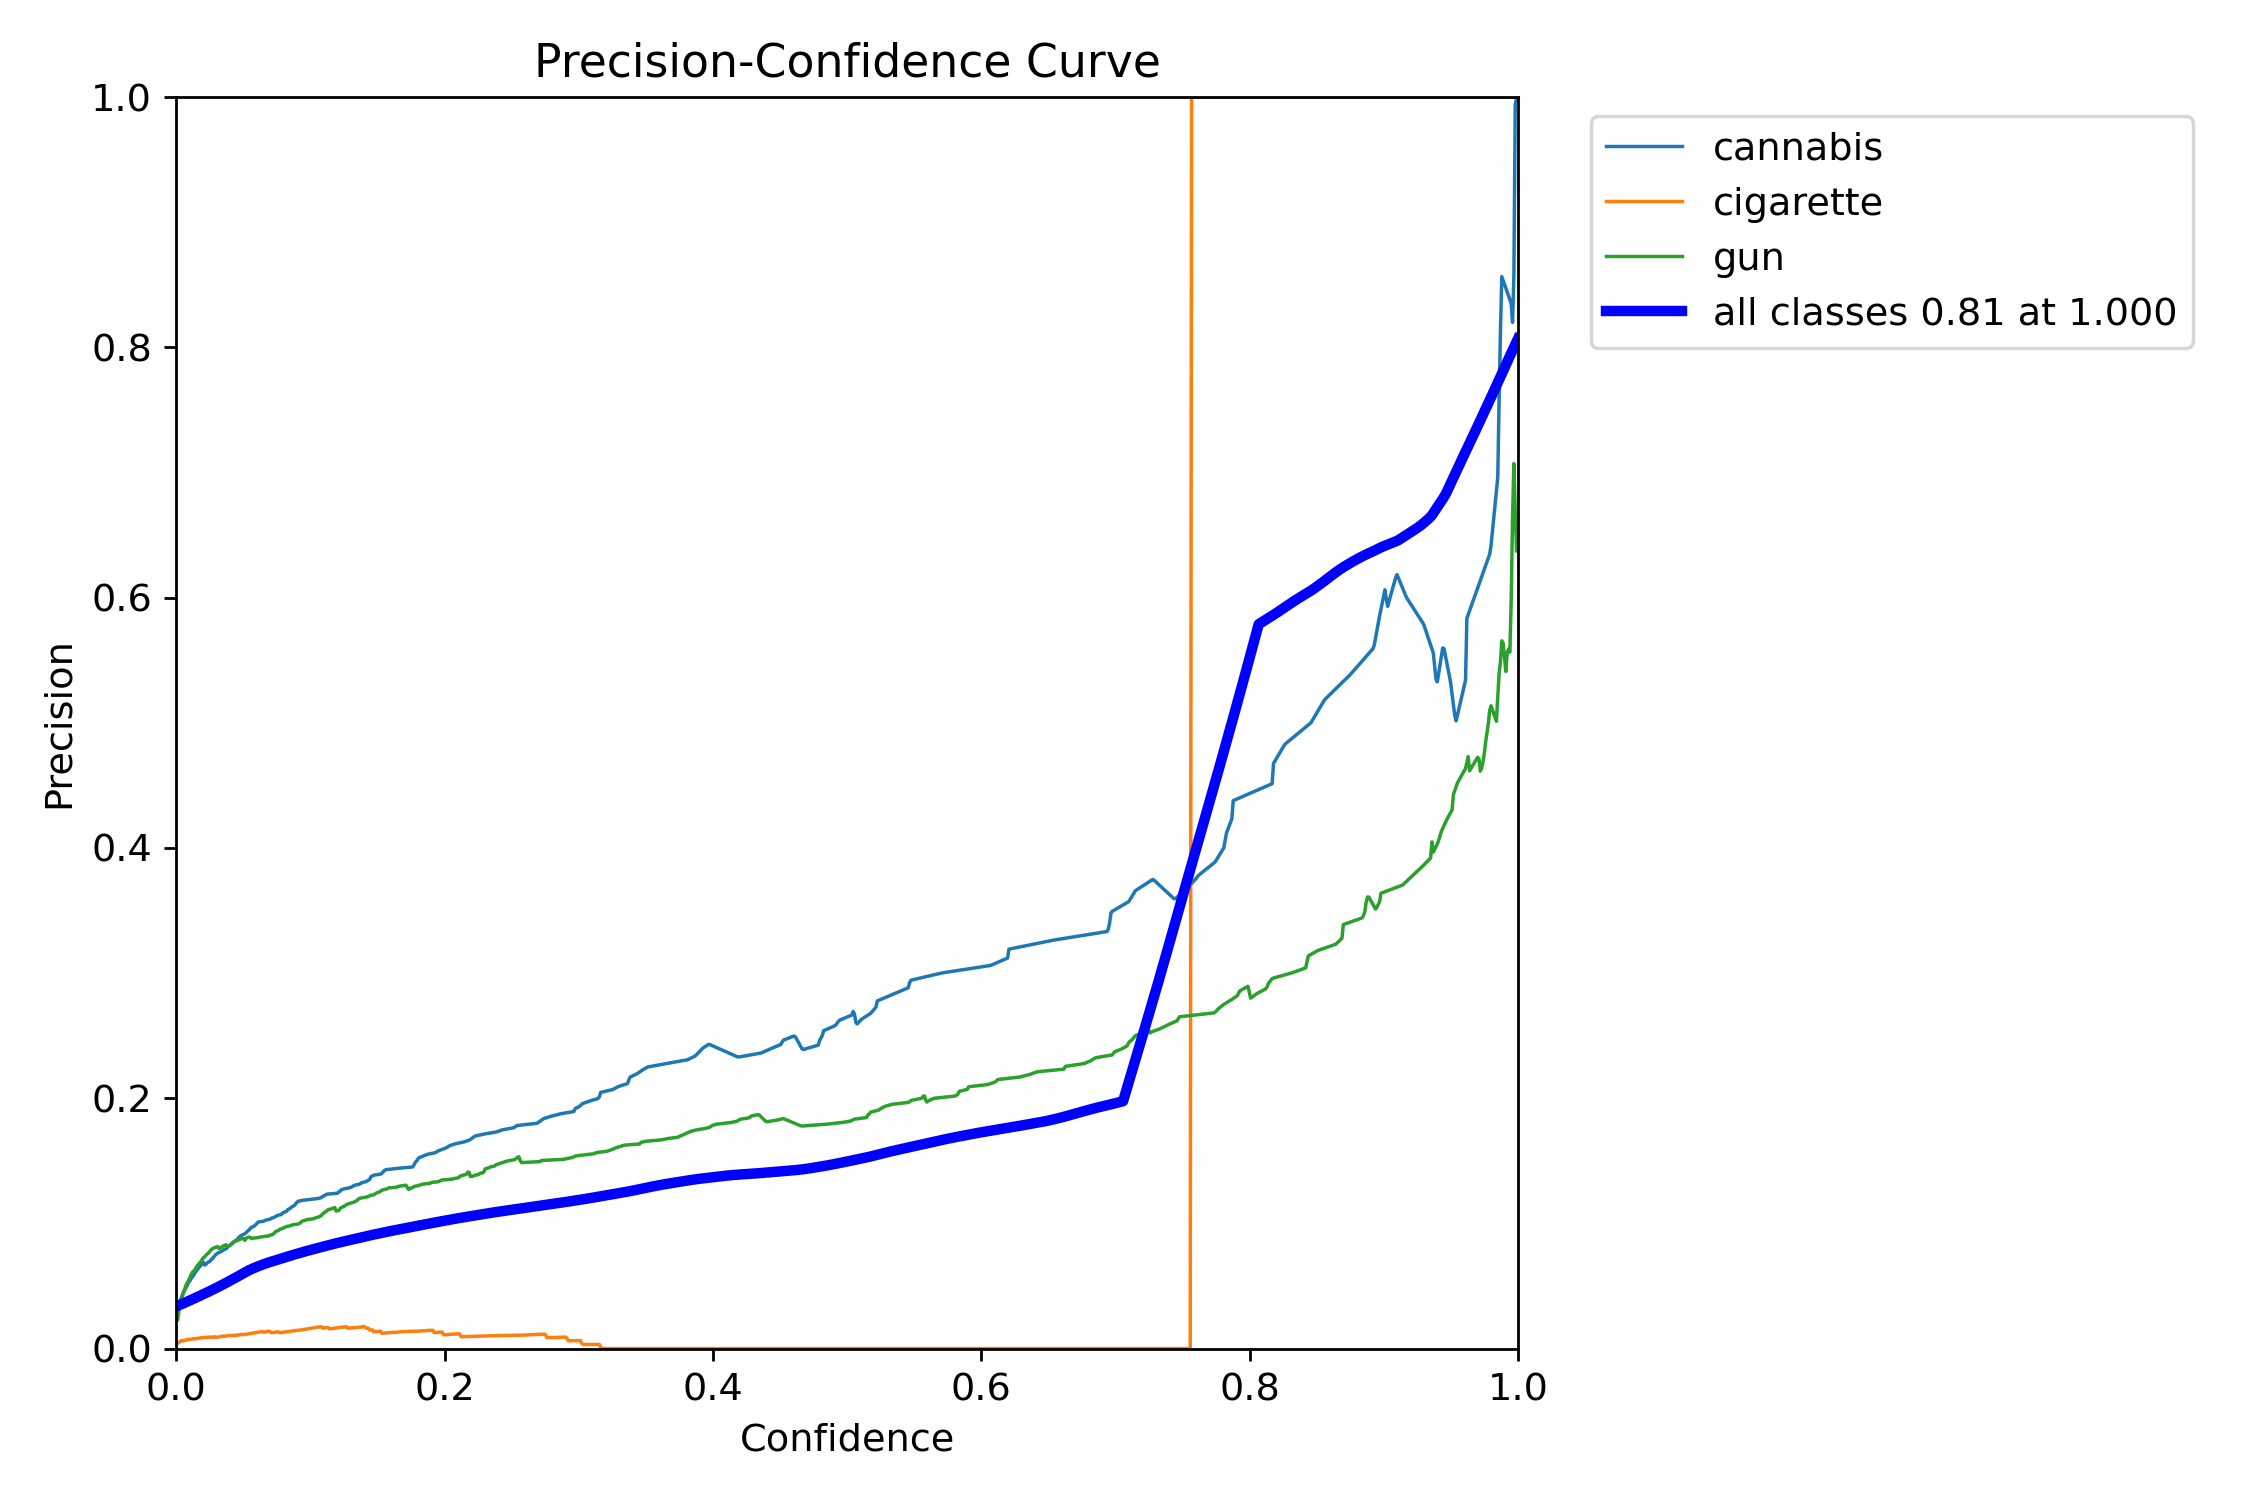 Precision-Confidence Curve
1.0
0.8
0.6
0.4
0.2
0.0
Precision
0.0 0.2 0.4 0.6 0.8 1.0
Confidence
cannabis
cigarette
gun
all classes 0.81 at 1.000